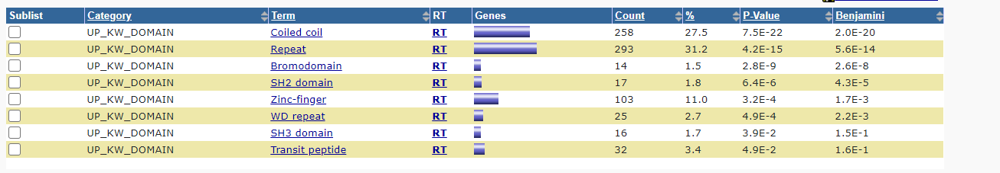 Sublist Category Term RT Genes Count % P-Value Benjamini
UP_KW_DOMAIN Coiled coil RT 258 27.5 7.5E-22 2.0E-20
UP_KW_DOMAIN Repeat RT 293 31.2 4.2E-15 5.6E-14
UP_KW_DOMAIN Bromodomain RT 14 1.5 2.8E-9 2.6E-8
UP_KW_DOMAIN SH2 domain RT 17 1.8 6.4E-6 4.3E-5
UP_KW_DOMAIN Zinc-finger RT 103 11.0 3.2E-4 1.7E-3
UP_KW_DOMAIN WD repeat RT 25 2.7 4.9E-4 2.2E-3
UP_KW_DOMAIN SH3 domain RT 16 1.7 3.9E-2 1.5E-1
UP_KW_DOMAIN Transit peptide RT 32 3.4 4.9E-2 1.6E-1